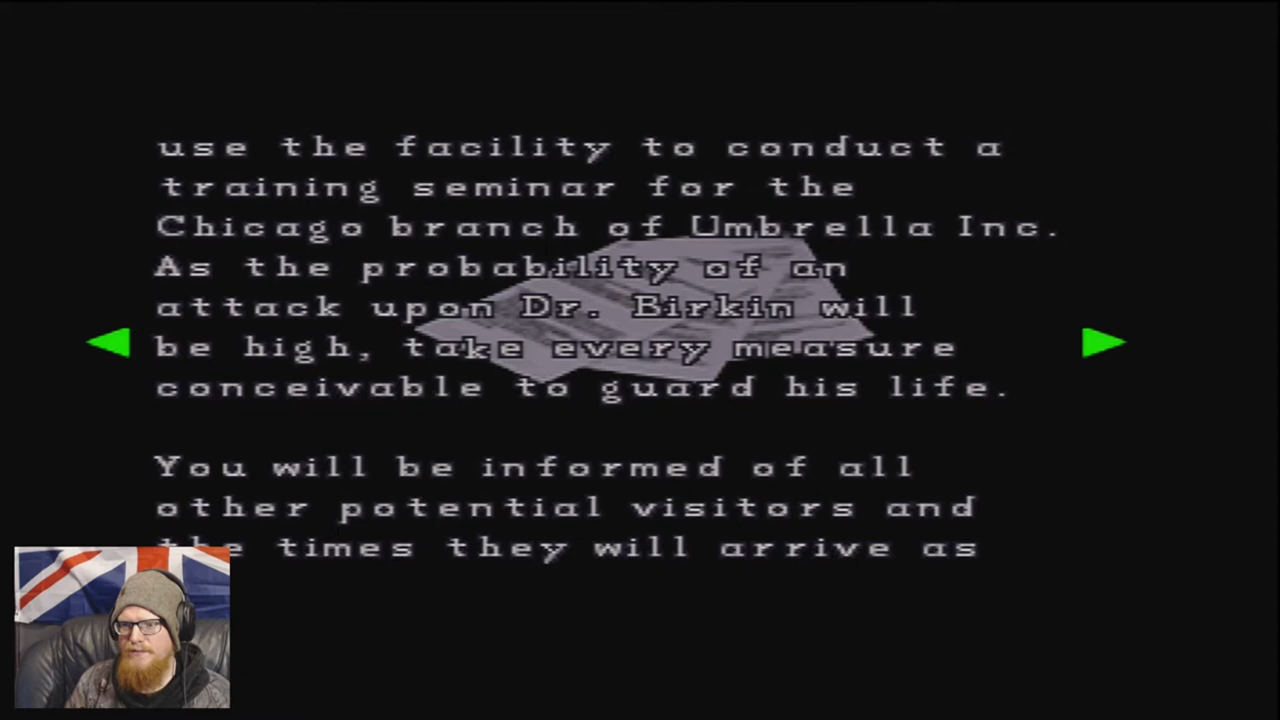 use the facility to conduct a
training seminar for the
Chicago branch of Umbrella Inc.
As the probability of an
attack upon Dr. Birkin will
be high, take every measure
conceivable to guard his life.
You will be informed of all
other potential visitors and
the times they will arrive as